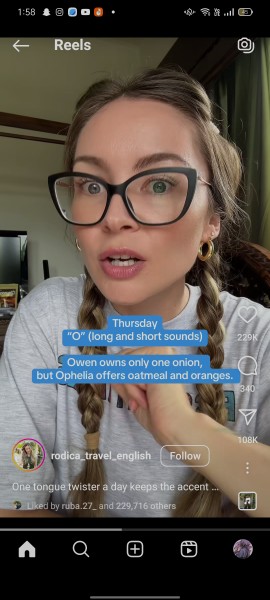 1:58
Reels
Thursday
"O" (long and short sounds)
Owen owns only one onion,
but Ophelia offers oatmeal and oranges.
229K
340
108K
rodica_travel_english
Follow
One tongue twister a day keeps the accent ...
Liked by ruba.27_ and 229,716 others